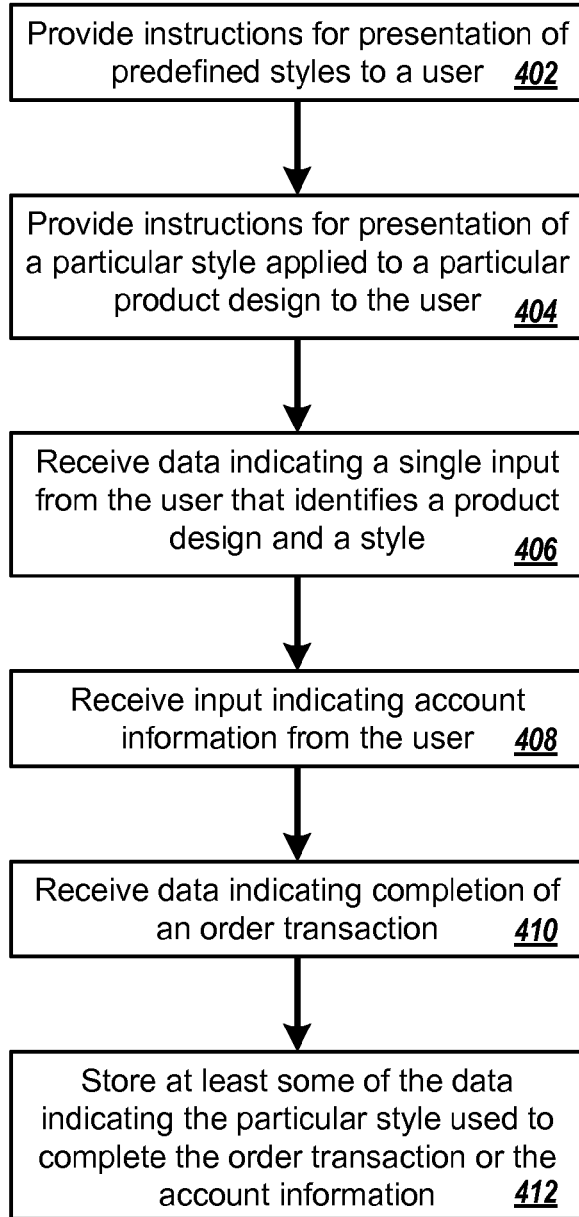 Provide instructions for presentation of
predefined styles to a user 402
Provide instructions for presentation of
a particular style applied to a particular
product design to the user 404
Receive data indicating a single input
from the user that identifies a product
design and a style 406
Receive input indicating account
information from the user 408
Receive data indicating completion of
an order transaction 410
Store at least some of the data
indicating the particular style used to
complete the order transaction or the
account information 412